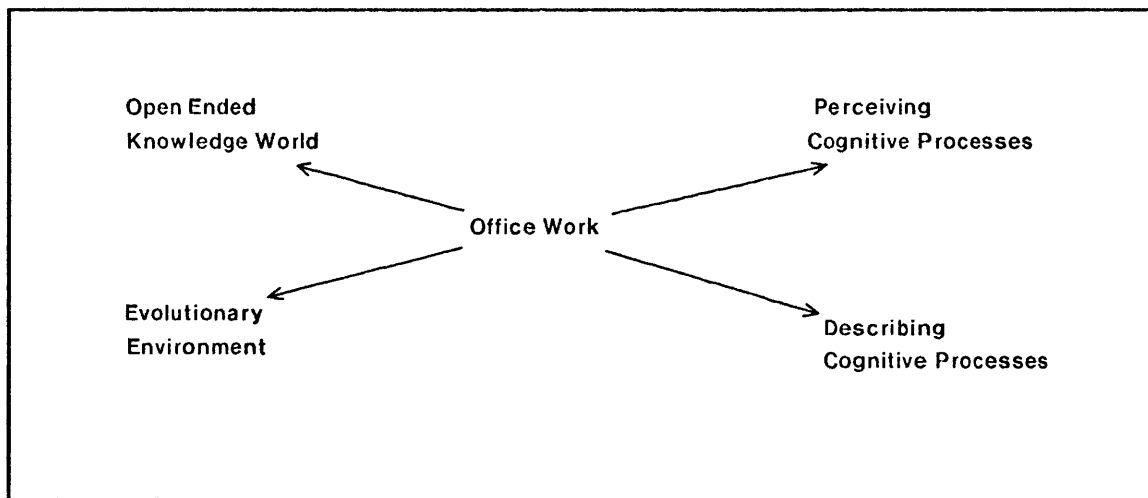 Open Ended
Knowledge World
Perceiving
Cognitive Processes
Office Work
Evolutionary
Environment
Describing
Cognitive Processes